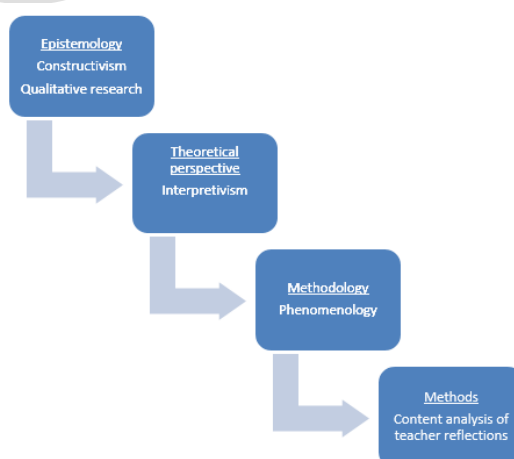 Epistemology
Constructivism
Qualitative research
Theoretical
perspective
Interpretivism
Methodology
Phenomenology
Methods
Content analysis of
teacher reflections